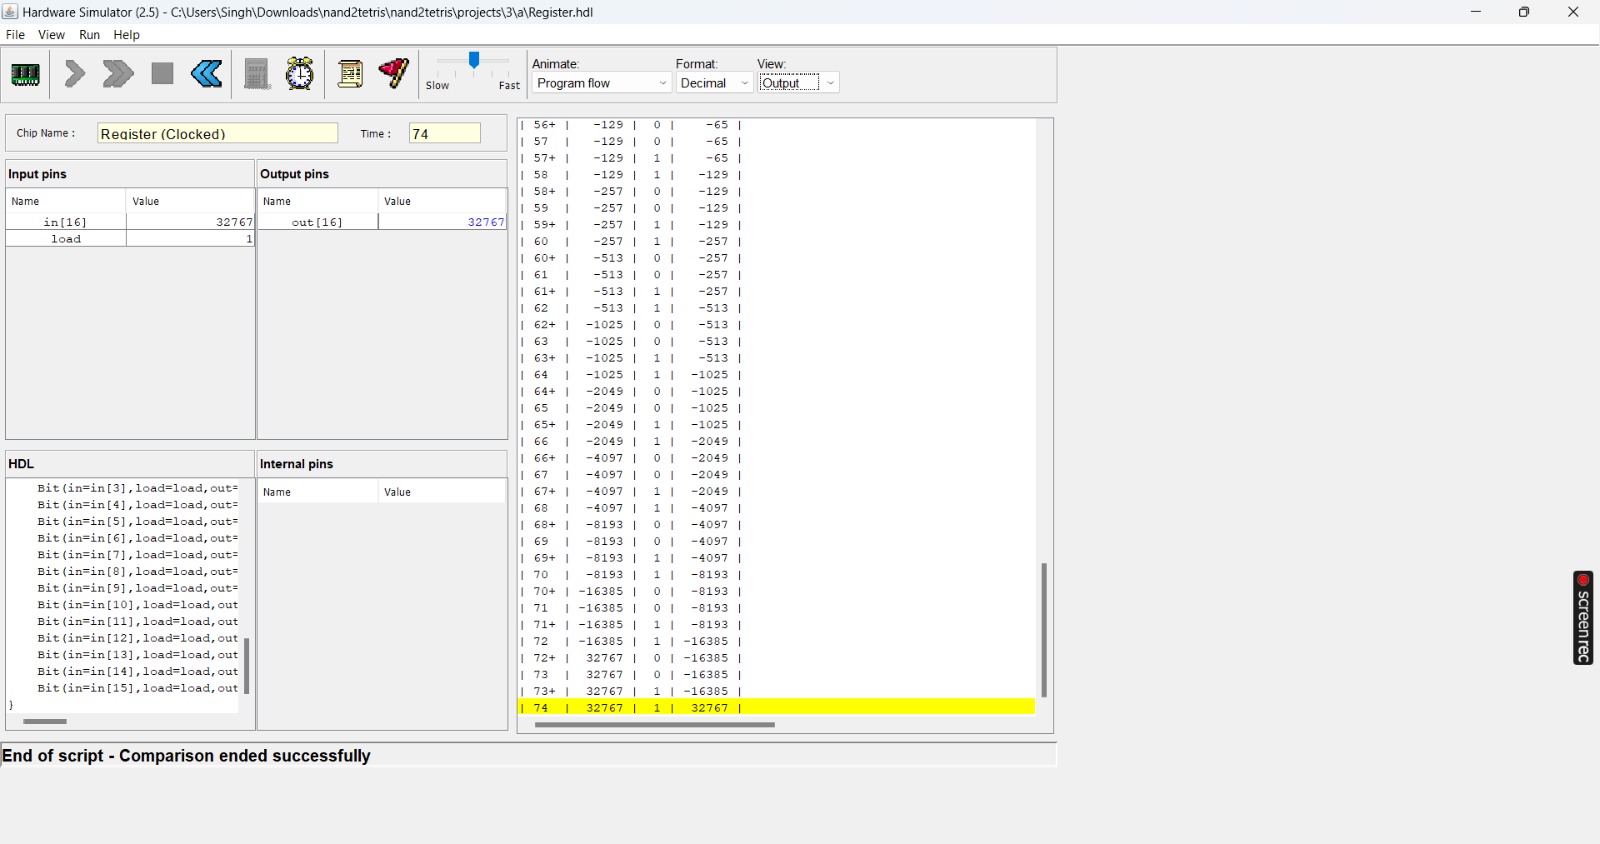 Hardware Simulator (2.5) - C:\Users\Singh\Downloads\nand2tetris\nand2tetris\projects\3\a\Register.hdl
File View Run Help
Slow Fast
Animate: Format: View:
Program flow Decimal Output
Chip Name : Register (Clocked) Time : 74
Input pins
Name Value
in[16] 32767
load 1
Output pins
Name Value
out[16] 32767
HDL
Bit(in=in[3],load=load,out=
Bit(in=in[4],load=load,out=
Bit(in=in[5],load=load,out=
Bit(in=in[6],load=load,out=
Bit(in=in[7],load=load,out=
Bit(in=in[8],load=load,out=
Bit(in=in[9],load=load,out=
Bit(in=in[10],load=load,out
Bit(in=in[11],load=load,out
Bit(in=in[12],load=load,out
Bit(in=in[13],load=load,out
Bit(in=in[14],load=load,out
Bit(in=in[15],load=load,out
}
Internal pins
Name Value
| 56+ | -129 | 0 | -65 |
| 57 | -129 | 0 | -65 |
| 57+ | -129 | 1 | -65 |
| 58 | -129 | 1 | -129 |
| 58+ | -257 | 0 | -129 |
| 59 | -257 | 0 | -129 |
| 59+ | -257 | 1 | -129 |
| 60 | -257 | 1 | -257 |
| 60+ | -513 | 0 | -257 |
| 61 | -513 | 0 | -257 |
| 61+ | -513 | 1 | -257 |
| 62 | -513 | 1 | -513 |
| 62+ | -1025 | 0 | -513 |
| 63 | -1025 | 0 | -513 |
| 63+ | -1025 | 1 | -513 |
| 64 | -1025 | 1 | -1025 |
| 64+ | -2049 | 0 | -1025 |
| 65 | -2049 | 0 | -1025 |
| 65+ | -2049 | 1 | -1025 |
| 66 | -2049 | 1 | -2049 |
| 66+ | -4097 | 0 | -2049 |
| 67 | -4097 | 0 | -2049 |
| 67+ | -4097 | 1 | -2049 |
| 68 | -4097 | 1 | -4097 |
| 68+ | -8193 | 0 | -4097 |
| 69 | -8193 | 0 | -4097 |
| 69+ | -8193 | 1 | -4097 |
| 70 | -8193 | 1 | -8193 |
| 70+ | -16385 | 0 | -8193 |
| 71 | -16385 | 0 | -8193 |
| 71+ | -16385 | 1 | -8193 |
| 72 | -16385 | 1 | -16385 |
| 72+ | 32767 | 0 | -16385 |
| 73 | 32767 | 0 | -16385 |
| 73+ | 32767 | 1 | -16385 |
| 74 | 32767 | 1 | 32767 |
End of script - Comparison ended successfully
screenrec